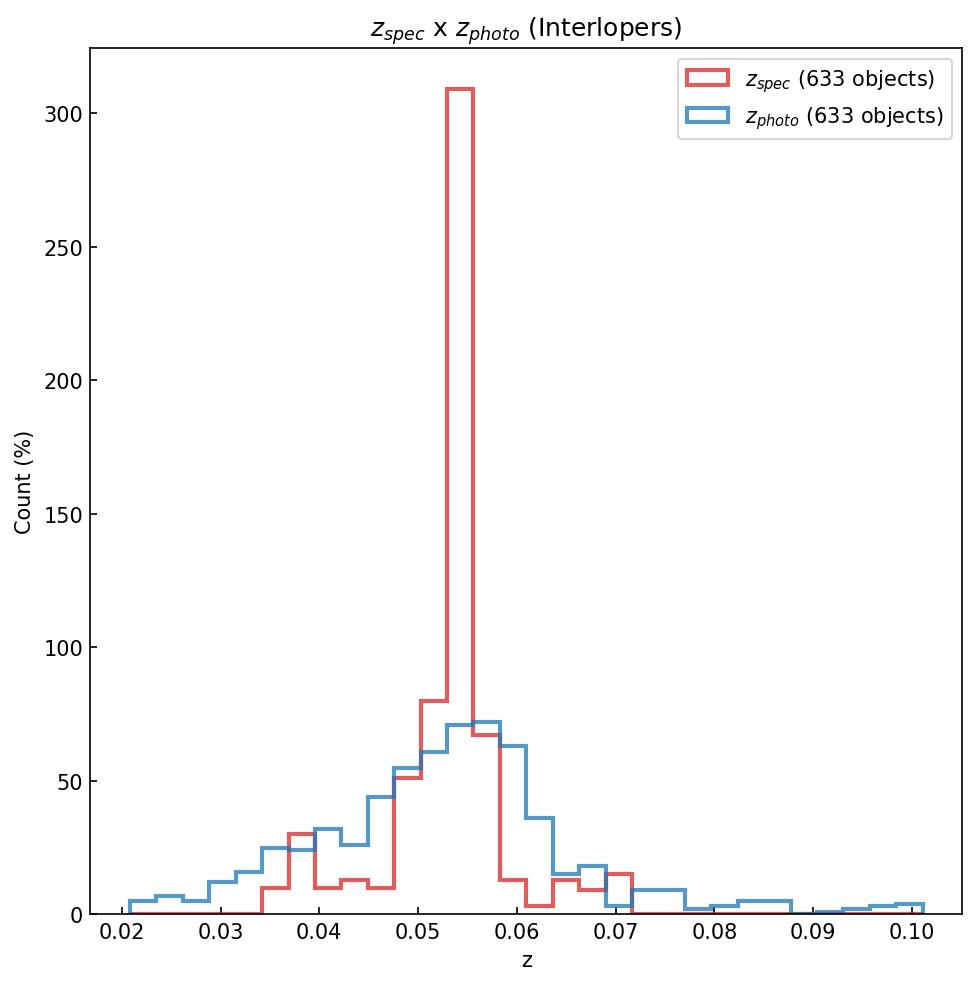 z_spec x z_photo (Interlopers)
z_spec (633 objects)
z_photo (633 objects)
Count (%)
300
250
200
150
100
50
0
0.02 0.03 0.04 0.05 0.06 0.07 0.08 0.09 0.10
z